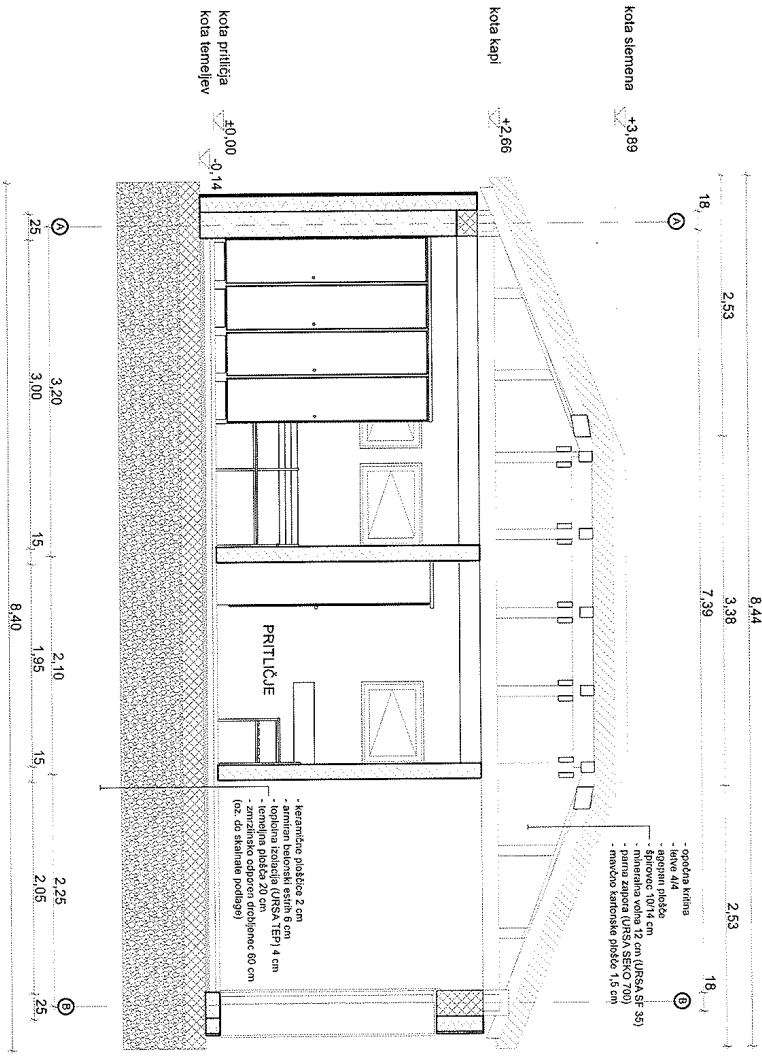 8,44
18
2,53
3,38
2,53
18
7,39
A
B
kota slemena
+3,89
kota kapi
+2,66
kota pritličja
±0,00
kota temeljev
-0,14
- opečna kritina
- letve 4/4
- agepan plošče
- špirovec 10/14 cm
- mineralna volna 12 cm (URSA SF 35)
- parna zapora (URSA SEKO 700)
- mavčno kartonske plošče 1,5 cm
PRITLIČJE
- keramične ploščice 2 cm
- armiran betonski estrih 6 cm
- toplotna izolacija (URSA TEP) 4 cm
- temeljna plošča 20 cm
- zmrzlinsko odporen drobljenec 60 cm
(oz. do skalnate podlage)
A
B
3,20
2,10
2,25
25
3,00
15
1,95
15
2,05
25
8,40